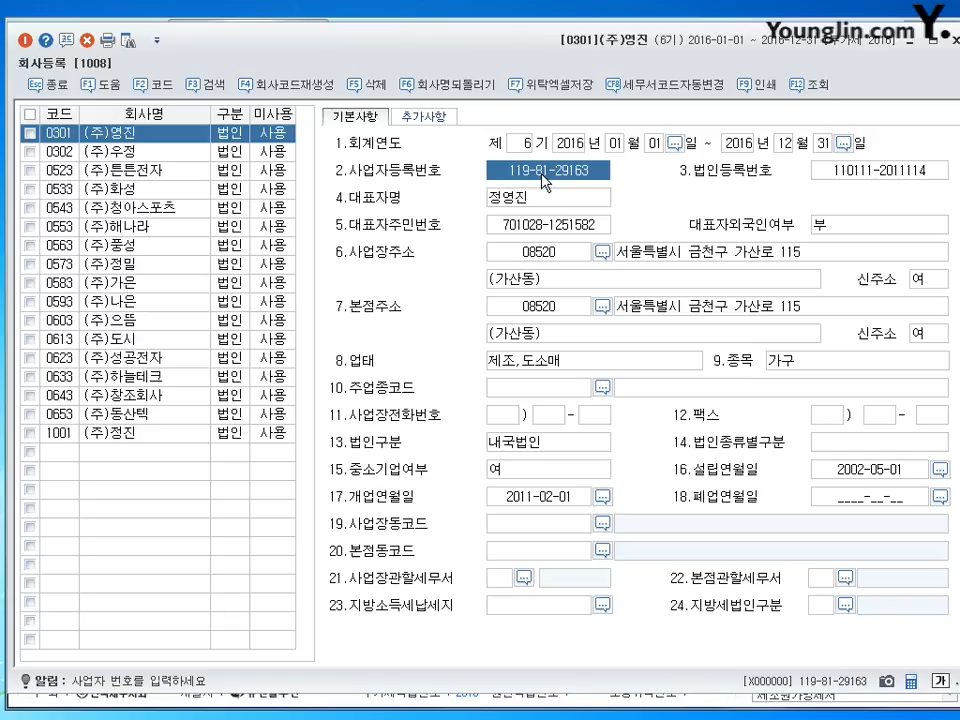 YoungJin.com Y.
[0301](주)영진 (6기) 2016-01-01 ~ 2016-12-31 [부가세 2016]
회사등록 [1008]
Esc 종료 F1 도움 F2 코드 F3 검색 F4 회사코드재생성 F5 삭제 F6 회사명되돌리기 F7 위탁엑셀저장 CF8 세무서코드자동변경 F9 인쇄 F12 조회
코드 회사명 구분 미사용
0301 (주)영진 법인 사용
0302 (주)우정 법인 사용
0523 (주)튼튼전자 법인 사용
0533 (주)화성 법인 사용
0543 (주)청아스포츠 법인 사용
0553 (주)해나라 법인 사용
0563 (주)풍성 법인 사용
0573 (주)정밀 법인 사용
0583 (주)가은 법인 사용
0593 (주)나은 법인 사용
0603 (주)으뜸 법인 사용
0613 (주)도시 법인 사용
0623 (주)성공전자 법인 사용
0633 (주)하늘테크 법인 사용
0643 (주)창조회사 법인 사용
0653 (주)동산텍 법인 사용
1001 (주)정진 법인 사용
기본사항 추가사항
1.회계연도 제 6 기 2016 년 01 월 01 일 ~ 2016 년 12 월 31 일
2.사업자등록번호 119-81-29163 3.법인등록번호 110111-2011114
4.대표자명 정영진
5.대표자주민번호 701028-1251582 대표자외국인여부 부
6.사업장주소 08520 서울특별시 금천구 가산로 115
(가산동) 신주소 여
7.본점주소 08520 서울특별시 금천구 가산로 115
(가산동) 신주소 여
8.업태 제조,도소매 9.종목 가구
10.주업종코드
11.사업장전화번호 ) - 12.팩스 ) -
13.법인구분 내국법인 14.법인종류별구분
15.중소기업여부 여 16.설립연월일 2002-05-01
17.개업연월일 2011-02-01 18.폐업연월일 ____-__-__
19.사업장동코드
20.본점동코드
21.사업장관할세무서 22.본점관할세무서
23.지방소득세납세지 24.지방세법인구분
알림 : 사업자 번호를 입력하세요 [X000000] 119-81-29163 가